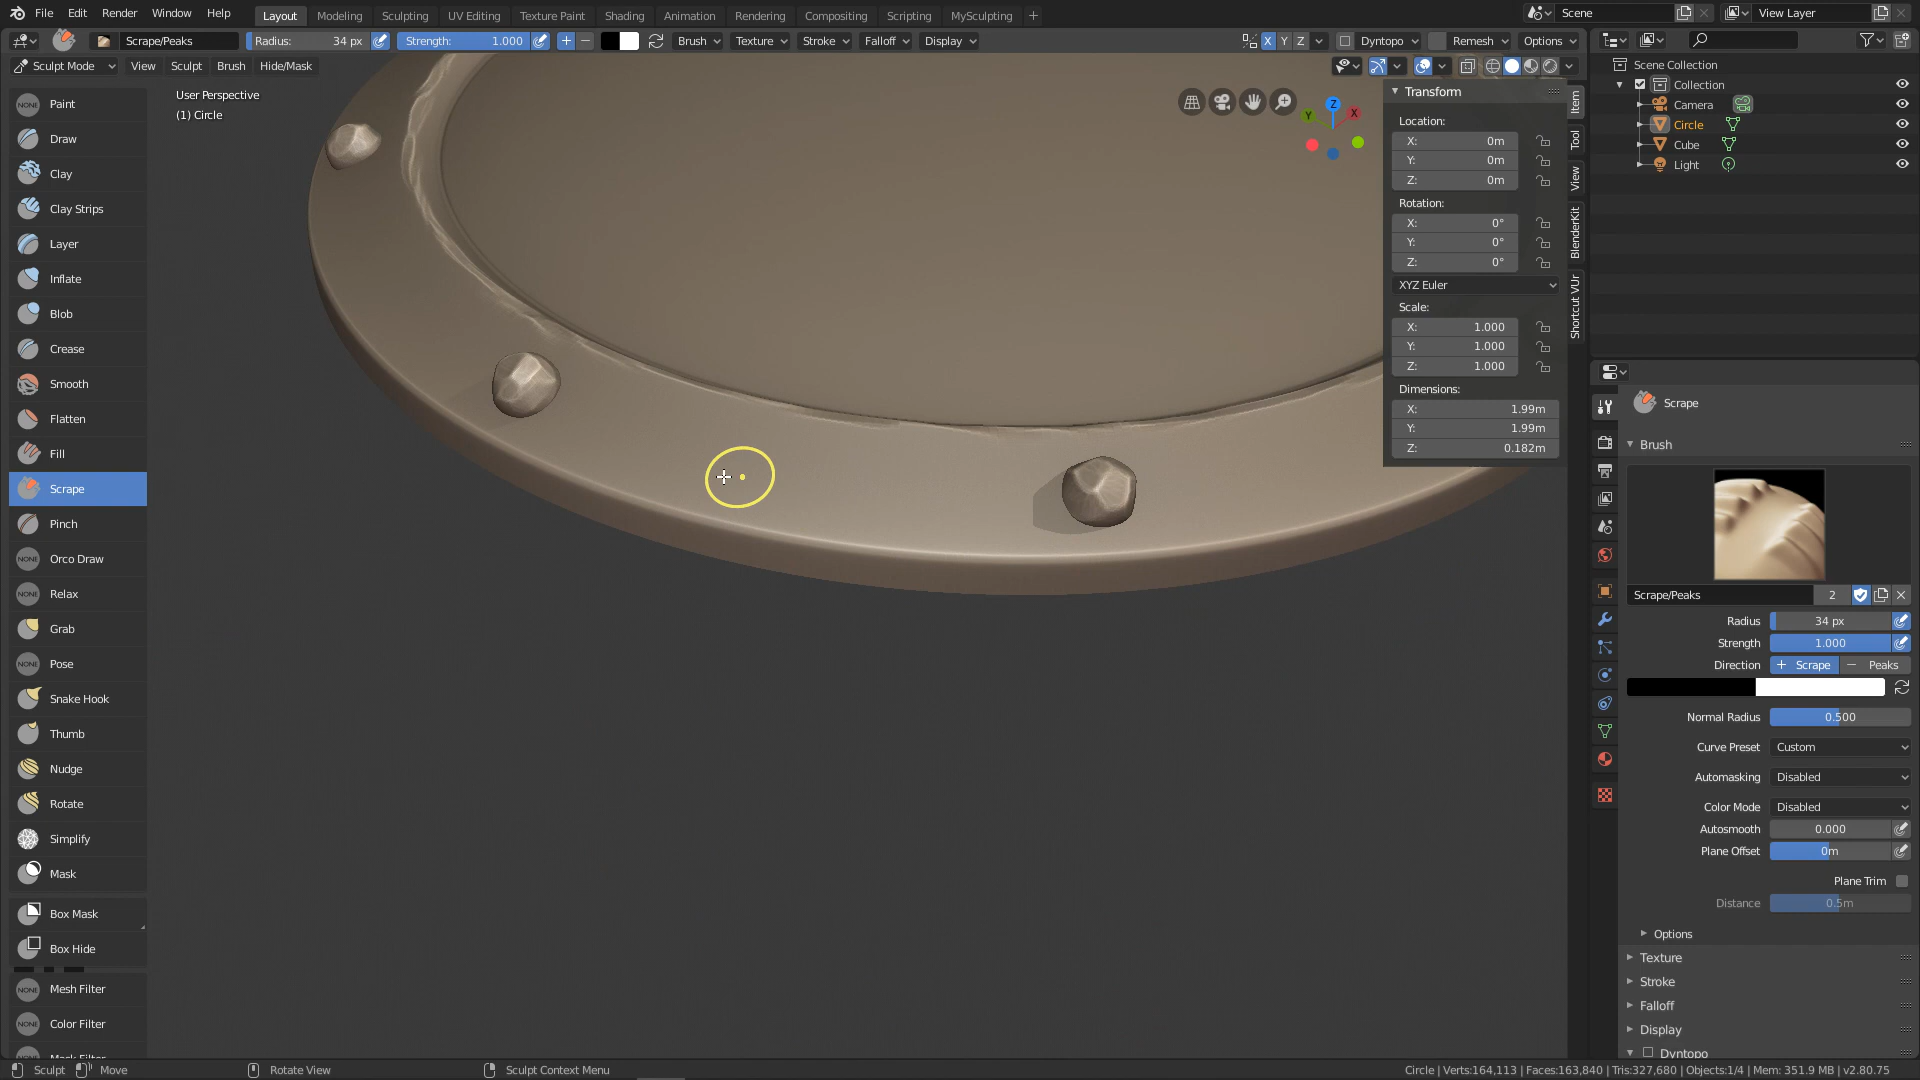 File Edit Render Window Help Layout Modeling Sculpting UV Editing Texture Paint Shading Animation Rendering Compositing Scripting MySculpting + Scene View Layer
Scrape/Peaks Radius: 34 px Strength: 1.000 Brush Texture Stroke Falloff Display X Y Z Dyntopo Remesh Options
Sculpt Mode View Sculpt Brush Hide/Mask
User Perspective
(1) Circle
NONE Paint
Draw
Clay
Clay Strips
Layer
Inflate
Blob
Crease
Smooth
Flatten
Fill
Scrape
Pinch
NONE Orco Draw
NONE Relax
Grab
NONE Pose
Snake Hook
Thumb
Nudge
Rotate
Simplify
Mask
Box Mask
Box Hide
NONE Mesh Filter
NONE Color Filter
Z
Y X
Transform
Location:
X: 0m
Y: 0m
Z: 0m
Rotation:
X: 0°
Y: 0°
Z: 0°
XYZ Euler
Scale:
X: 1.000
Y: 1.000
Z: 1.000
Dimensions:
X: 1.99m
Y: 1.99m
Z: 0.182m
Item
Tool
View
BlenderKit
Shortcut VUr
Scene Collection
Collection
Camera
Circle
Cube
Light
Scrape
Brush
Scrape/Peaks 2
Radius 34 px
Strength 1.000
Direction + Scrape − Peaks
Normal Radius 0.500
Curve Preset Custom
Automasking Disabled
Color Mode Disabled
Autosmooth 0.000
Plane Offset 0m
Plane Trim
Distance 0.5m
Options
Texture
Stroke
Falloff
Display
Dyntopo
Sculpt Move Rotate View Sculpt Context Menu Circle | Verts:164,113 | Faces:163,840 | Tris:327,680 | Objects:1/4 | Mem: 351.9 MB | v2.80.75